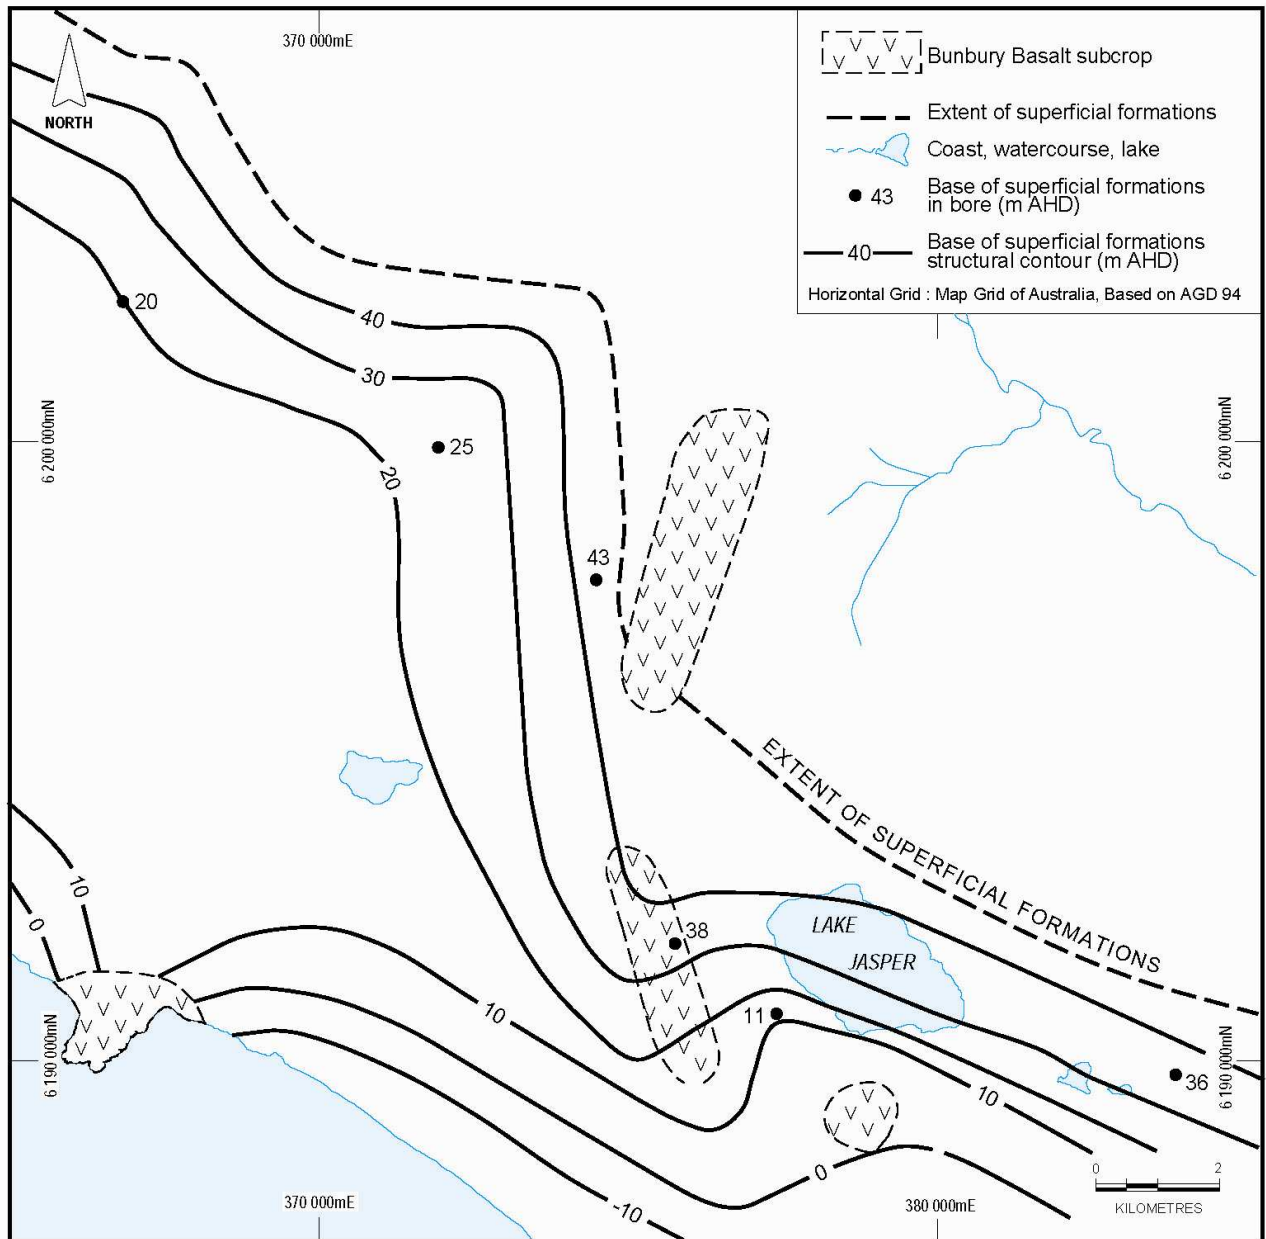 370 000mE
NORTH
Bunbury Basalt subcrop
Extent of superficial formations
Coast, watercourse, lake
43
Base of superficial formations
in bore (m AHD)
40
Base of superficial formations
structural contour (m AHD)
Horizontal Grid : Map Grid of Australia, Based on AGD 94
20
40
30
6 200 000mN
25
20
6 200 000mN
43
EXTENT OF SUPERFICIAL FORMATIONS
10
0
LAKE
JASPER
38
10
11
6 190 000mN
36
10
6 190 000mN
0
-10
370 000mE
380 000mE
0 2
KILOMETRES